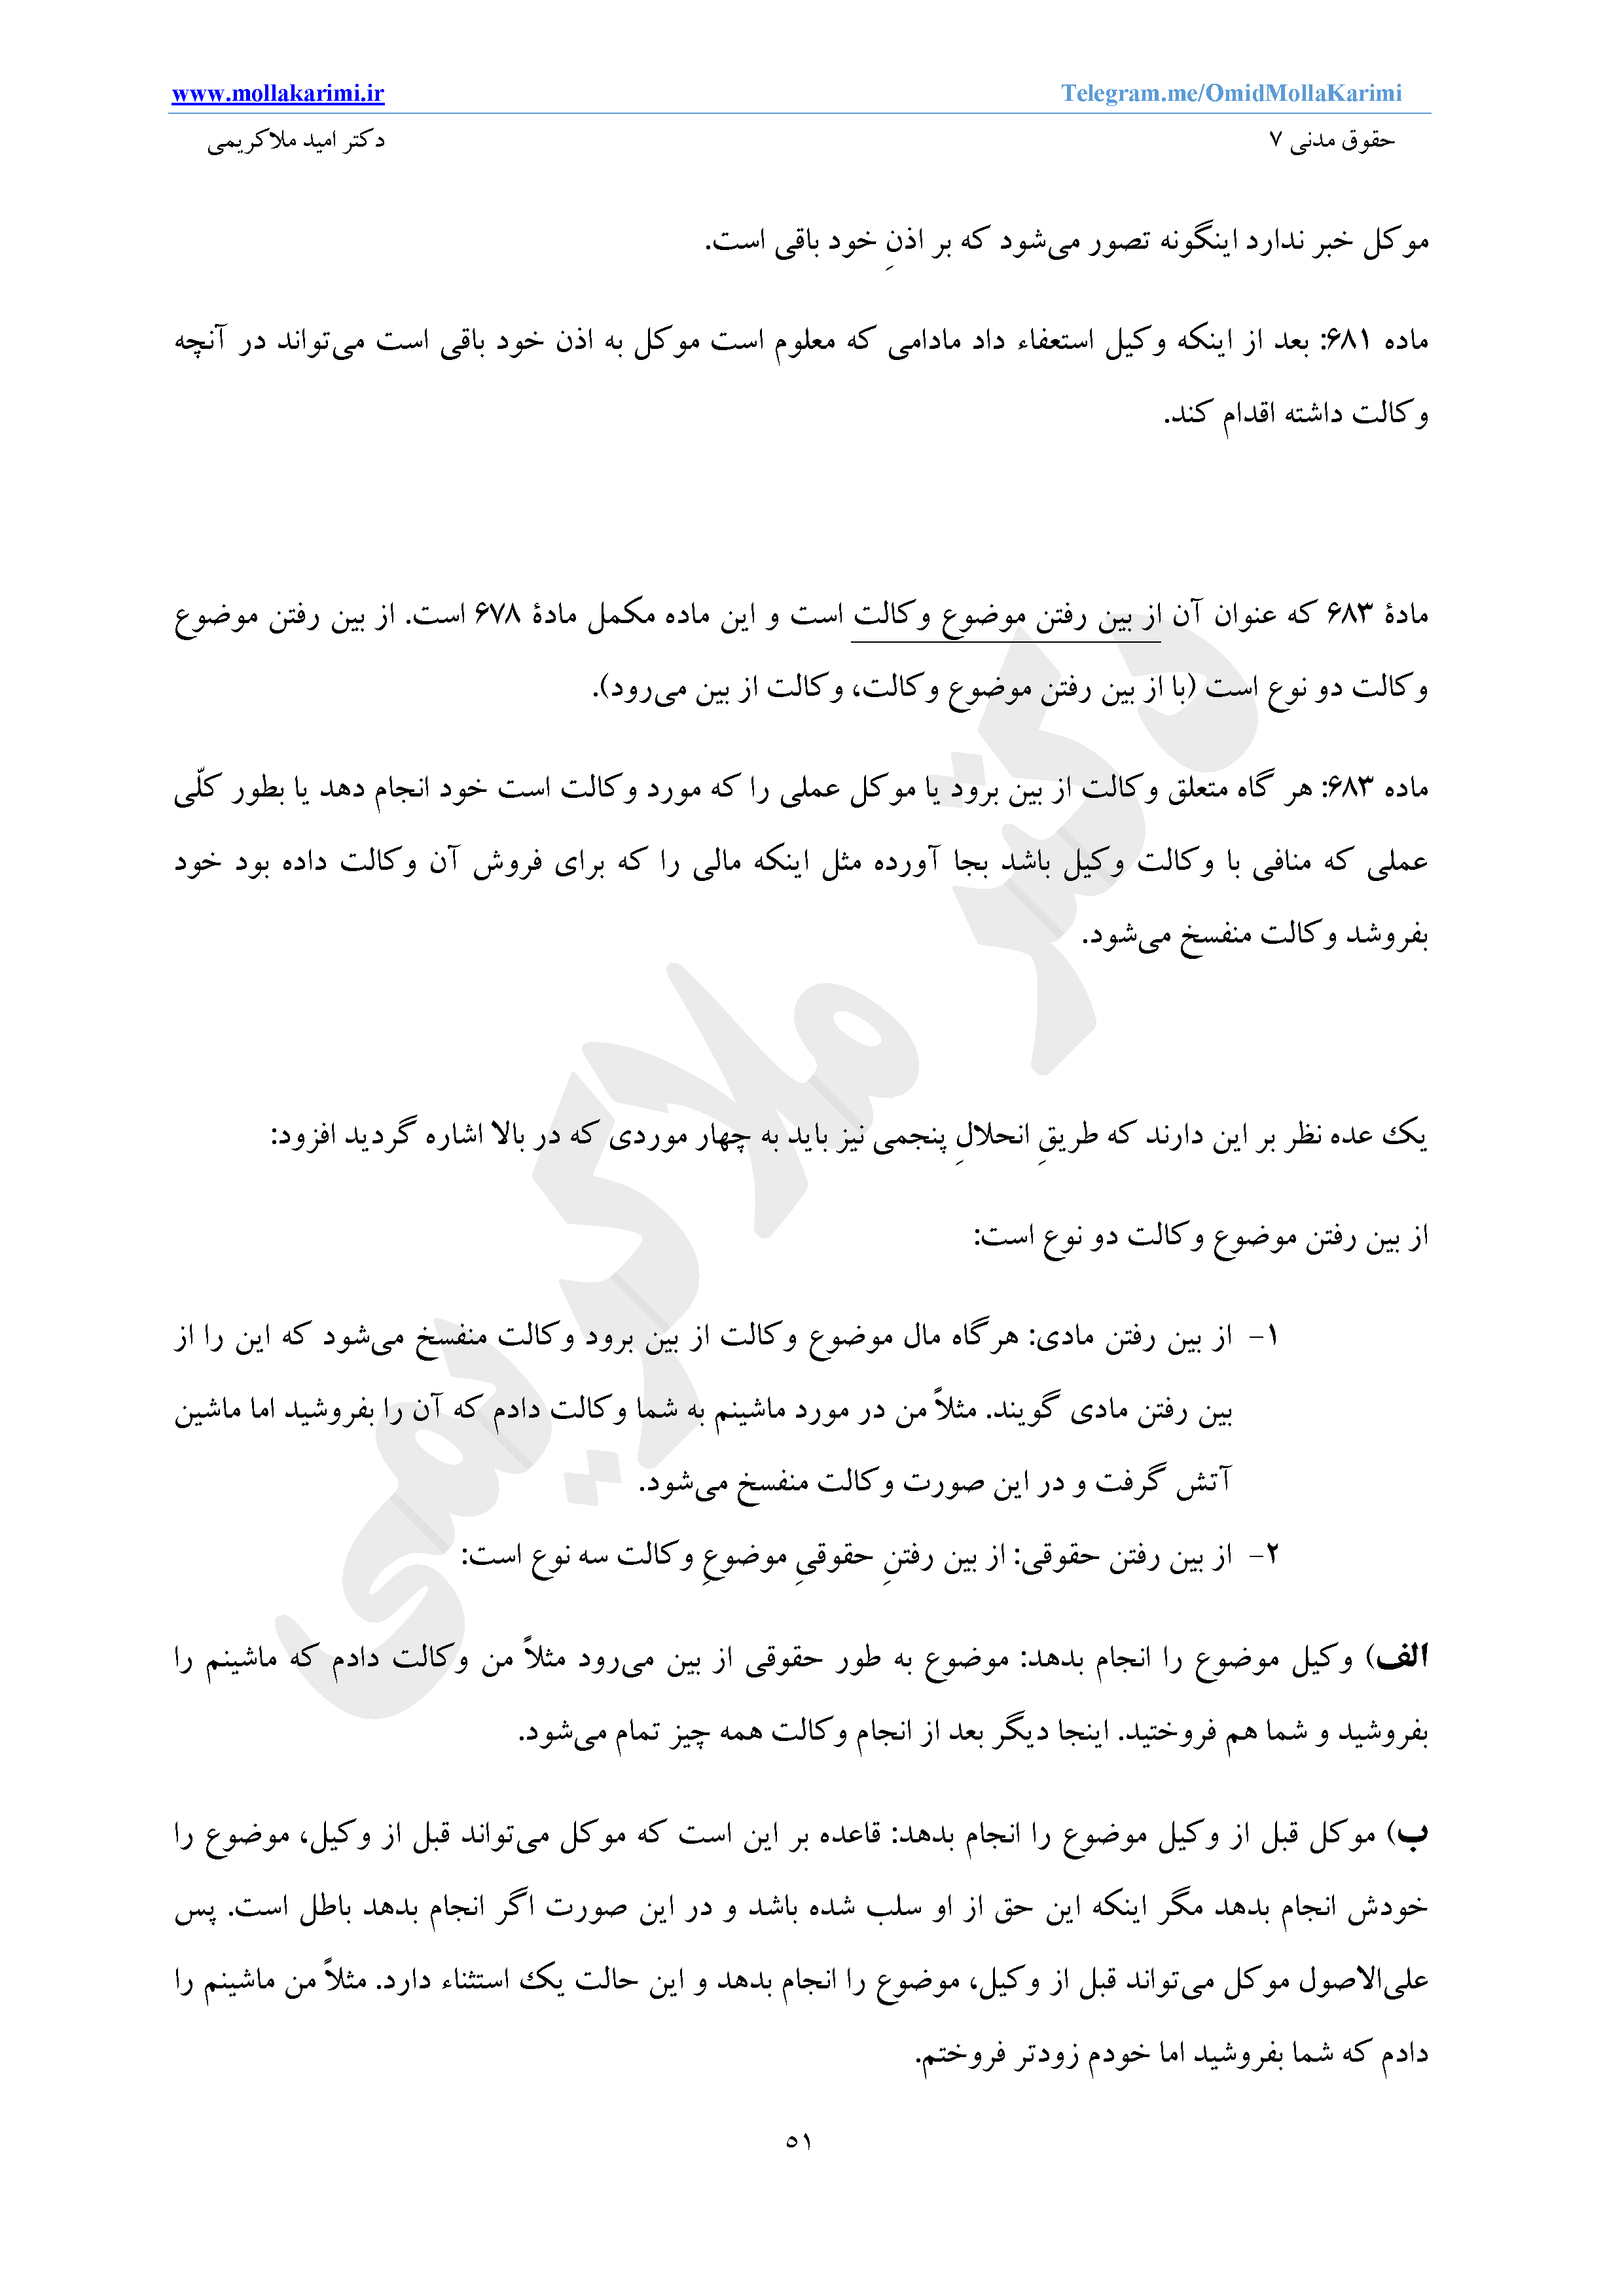 www.mollakarimi.ir Telegram.me/OmidMollaKarimi
حقوق مدنی ۷ دکتر امید ملاکریمی
موکل خبر ندارد اینگونه تصور می‌شود که بر اذنِ خود باقی است.
ماده ۶۸۱: بعد از اینکه وکیل استعفاء داد مادامی که معلوم است موکل به اذن خود باقی است می‌تواند در آنچه
وکالت داشته اقدام کند.
مادۀ ۶۸۳ که عنوان آن از بین رفتن موضوع وکالت است و این ماده مکمل مادۀ ۶۷۸ است. از بین رفتن موضوع
وکالت دو نوع است (با از بین رفتن موضوع وکالت، وکالت از بین می‌رود).
ماده ۶۸۳: هر گاه متعلق وکالت از بین برود یا موکل عملی را که مورد وکالت است خود انجام دهد یا بطور کلّی
عملی که منافی با وکالت وکیل باشد بجا آورده مثل اینکه مالی را که برای فروش آن وکالت داده بود خود
بفروشد وکالت منفسخ می‌شود.
یک عده نظر بر این دارند که طریقِ انحلالِ پنجمی نیز باید به چهار موردی که در بالا اشاره گردید افزود:
از بین رفتن موضوع وکالت دو نوع است:
۱- از بین رفتن مادی: هرگاه مال موضوع وکالت از بین برود وکالت منفسخ می‌شود که این را از
بین رفتن مادی گویند. مثلاً من در مورد ماشینم به شما وکالت دادم که آن را بفروشید اما ماشین
آتش گرفت و در این صورت وکالت منفسخ می‌شود.
۲- از بین رفتن حقوقی: از بین رفتنِ حقوقیِ موضوعِ وکالت سه نوع است:
الف) وکیل موضوع را انجام بدهد: موضوع به طور حقوقی از بین می‌رود مثلاً من وکالت دادم که ماشینم را
بفروشید و شما هم فروختید. اینجا دیگر بعد از انجام وکالت همه چیز تمام می‌شود.
ب) موکل قبل از وکیل موضوع را انجام بدهد: قاعده بر این است که موکل می‌تواند قبل از وکیل، موضوع را
خودش انجام بدهد مگر اینکه این حق از او سلب شده باشد و در این صورت اگر انجام بدهد باطل است. پس
علی‌الاصول موکل می‌تواند قبل از وکیل، موضوع را انجام بدهد و این حالت یک استثناء دارد. مثلاً من ماشینم را
دادم که شما بفروشید اما خودم زودتر فروختم.
۵۱
دکتر ملاکریمی